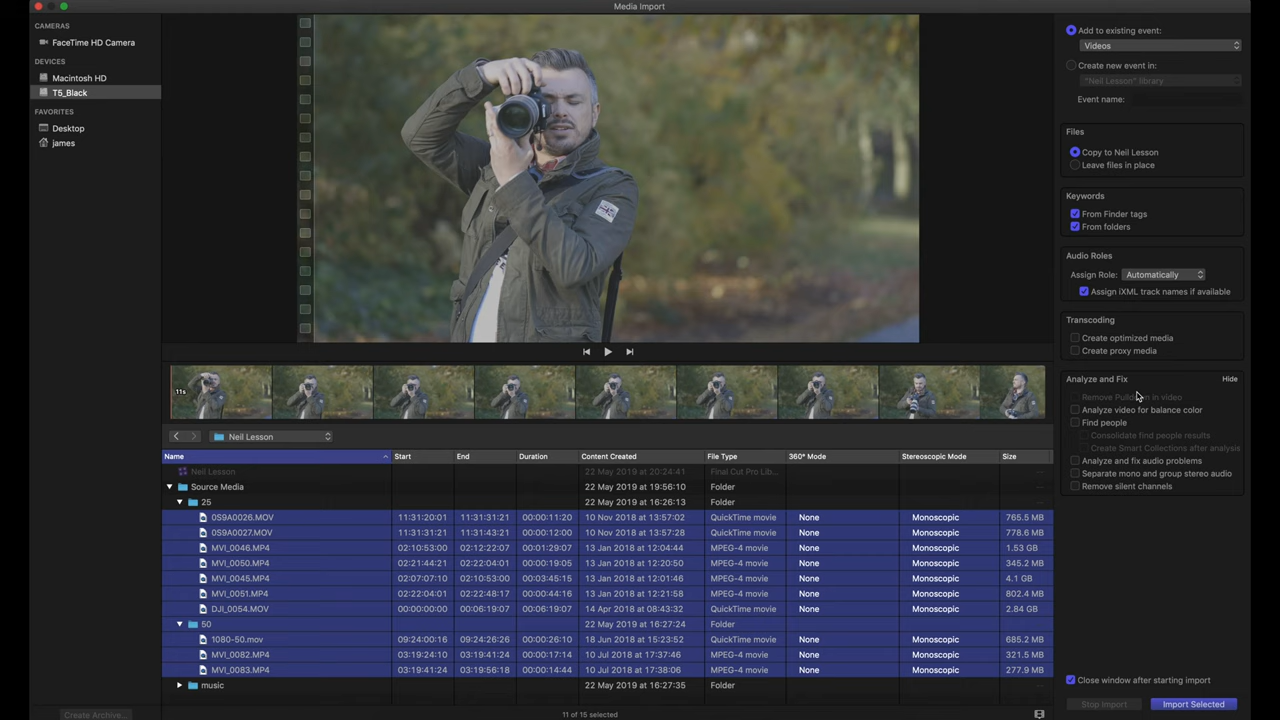 Media Import
CAMERAS
FaceTime HD Camera
DEVICES
Macintosh HD
T5_Black
FAVORITES
Desktop
james
Create Archive...
11s
Neil Lesson
Name Start End Duration Content Created File Type 360° Mode Stereoscopic Mode Size
Neil Lesson 22 May 2019 at 20:24:41 Final Cut Pro Lib...
Source Media 22 May 2019 at 19:56:10 Folder
25 22 May 2019 at 16:26:13 Folder
0S9A0026.MOV 11:31:20:01 11:31:31:21 00:00:11:20 10 Nov 2018 at 13:57:02 QuickTime movie None Monoscopic 765.5 MB
0S9A0027.MOV 11:31:31:21 11:31:43:21 00:00:12:00 10 Nov 2018 at 13:57:28 QuickTime movie None Monoscopic 778.6 MB
MVI_0046.MP4 02:10:53:00 02:12:22:07 00:01:29:07 13 Jan 2018 at 12:04:44 MPEG-4 movie None Monoscopic 1.53 GB
MVI_0050.MP4 02:21:44:23 02:22:04:01 00:00:19:05 13 Jan 2018 at 12:20:50 MPEG-4 movie None Monoscopic 345.2 MB
MVI_0045.MP4 02:07:07:10 02:10:53:00 00:03:45:15 13 Jan 2018 at 12:01:46 MPEG-4 movie None Monoscopic 4.1 GB
MVI_0051.MP4 02:22:04:01 02:22:48:17 00:00:44:16 13 Jan 2018 at 12:21:58 MPEG-4 movie None Monoscopic 802.4 MB
DJI_0054.MOV 00:00:00:00 00:06:19:07 00:06:19:07 14 Apr 2018 at 08:43:32 QuickTime movie None Monoscopic 2.84 GB
50 22 May 2019 at 16:27:24 Folder
1080-50.mov 09:24:00:16 09:24:26:26 00:00:26:10 18 Jun 2018 at 15:23:52 QuickTime movie None Monoscopic 685.2 MB
MVI_0082.MP4 03:19:24:10 03:19:41:24 00:00:17:14 10 Jul 2018 at 17:37:46 MPEG-4 movie None Monoscopic 321.5 MB
MVI_0083.MP4 03:19:41:24 03:19:56:18 00:00:14:44 10 Jul 2018 at 17:38:06 MPEG-4 movie None Monoscopic 277.9 MB
music 22 May 2019 at 16:27:35 Folder
11 of 15 selected
Add to existing event:
Videos
Create new event in:
"Neil Lesson" library
Event name:
Files
Copy to Neil Lesson
Leave files in place
Keywords
From Finder tags
From folders
Audio Roles
Assign Role: Automatically
Assign iXML track names if available
Transcoding
Create optimized media
Create proxy media
Analyze and Fix Hide
Remove Pulldown in video
Analyze video for balance color
Find people
Consolidate find people results
Create Smart Collections after analysis
Analyze and fix audio problems
Separate mono and group stereo audio
Remove silent channels
Close window after starting import
Stop Import Import Selected